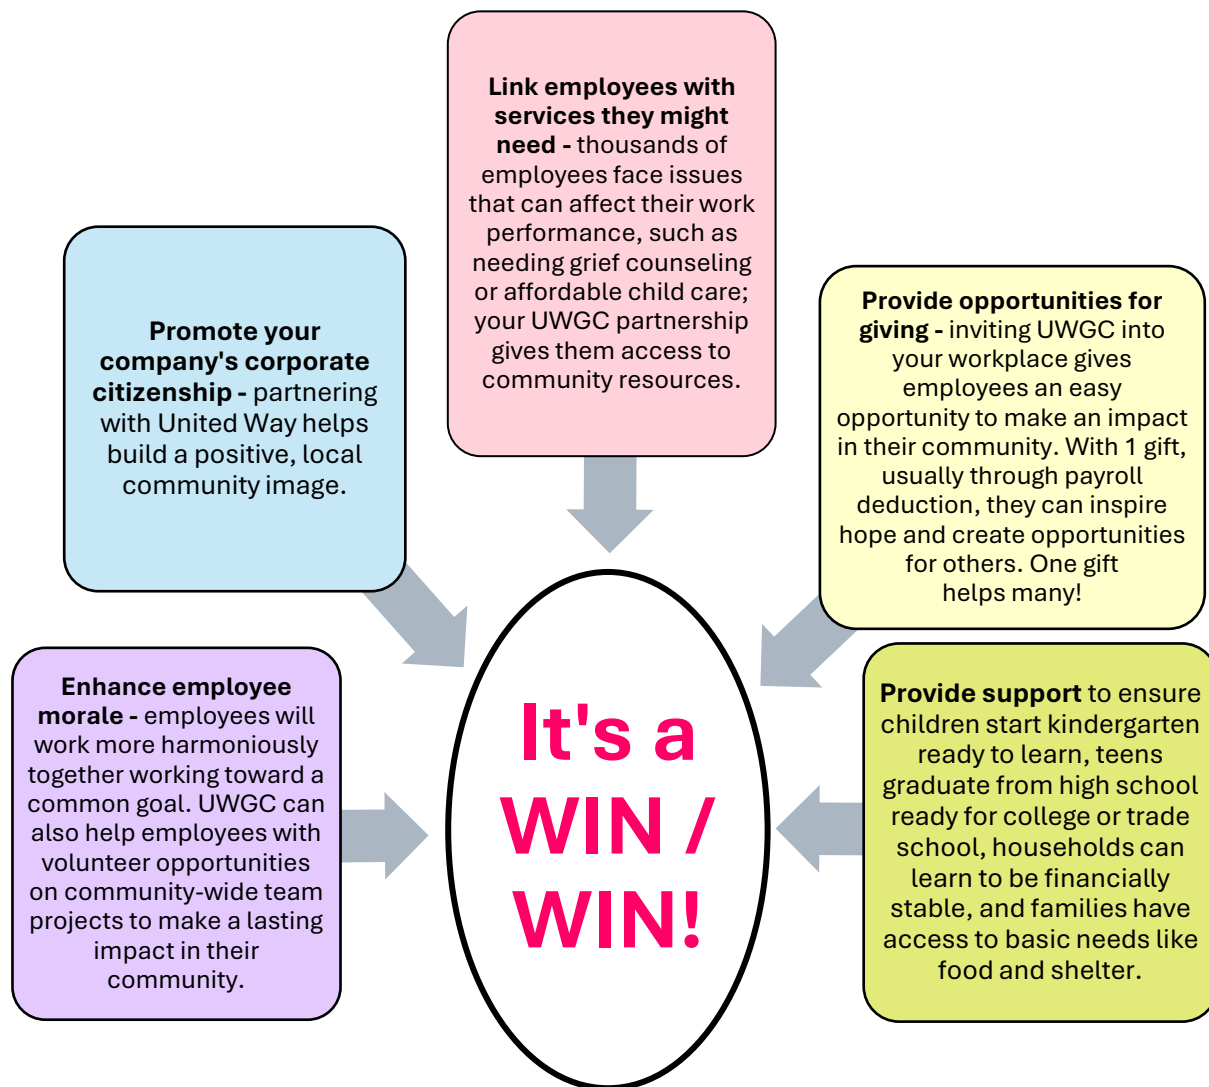 Link employees with
services they might
need - thousands of
employees face issues
that can affect their work
performance, such as
needing grief counseling
or affordable child care;
your UWGC partnership
gives them access to
community resources.
Promote your
company's corporate
citizenship - partnering
with United Way helps
build a positive, local
community image.
Provide opportunities for
giving - inviting UWGC into
your workplace gives
employees an easy
opportunity to make an impact
in their community. With 1 gift,
usually through payroll
deduction, they can inspire
hope and create opportunities
for others. One gift
helps many!
Enhance employee
morale - employees will
work more harmoniously
together working toward a
common goal. UWGC can
also help employees with
volunteer opportunities
on community-wide team
projects to make a lasting
impact in their
community.
It's a
WIN /
WIN!
Provide support to ensure
children start kindergarten
ready to learn, teens
graduate from high school
ready for college or trade
school, households can
learn to be financially
stable, and families have
access to basic needs like
food and shelter.